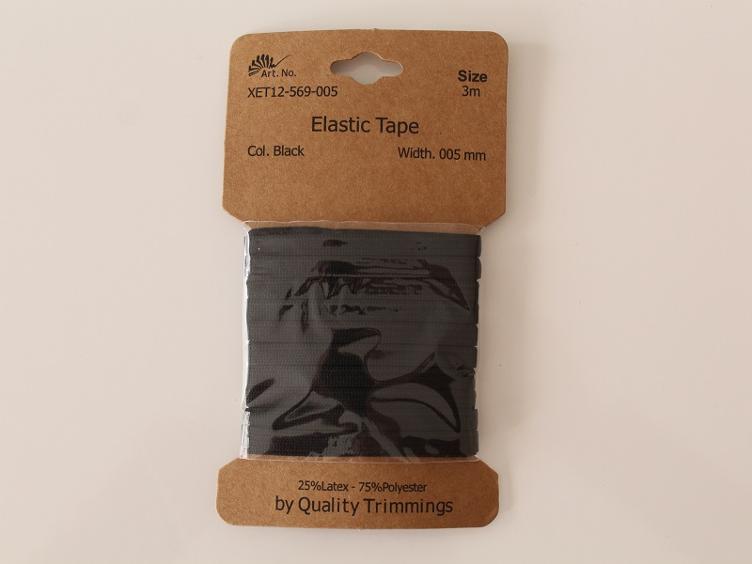 Art. No.
Size
XET12-569-005
3m
Elastic Tape
Col. Black
Width. 005 mm
25%Latex - 75%Polyester
by Quality Trimmings